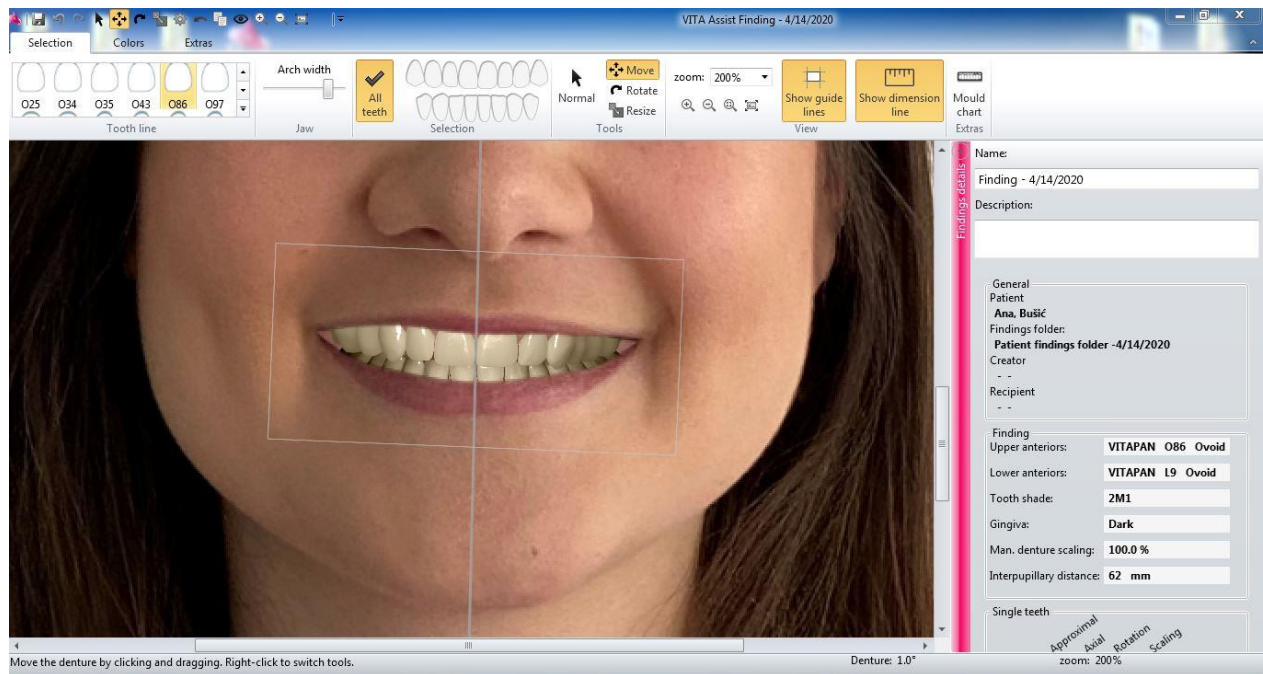 VITA Assist Finding - 4/14/2020
Selection Colors Extras
O25 O34 O35 O43 O86 O97
Tooth line
Arch width
Jaw
All teeth
Selection
Normal
Move
Rotate
Resize
Tools
zoom: 200%
Show guide lines
Show dimension line
View
Mould chart
Extras
Findings details
Name:
Finding - 4/14/2020
Description:
General
Patient
Ana, Bušić
Findings folder:
Patient findings folder -4/14/2020
Creator
- -
Recipient
- -
Finding
Upper anteriors: VITAPAN O86 Ovoid
Lower anteriors: VITAPAN L9 Ovoid
Tooth shade: 2M1
Gingiva: Dark
Man. denture scaling: 100.0 %
Interpupillary distance: 62 mm
Single teeth
Approximal Axial Rotation Scaling
Move the denture by clicking and dragging. Right-click to switch tools. Denture: 1.0° zoom: 200%